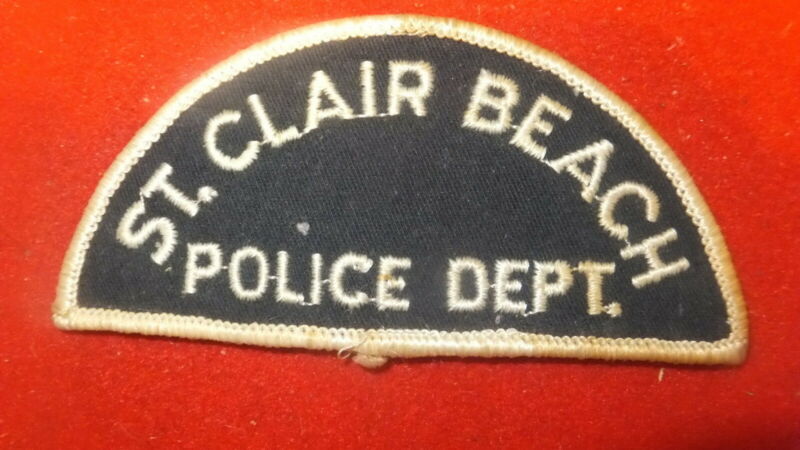 ST. CLAIR BEACH
POLICE DEPT.